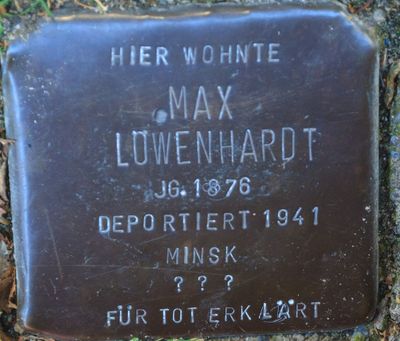 HIER WOHNTE
MAX
LÖWENHARDT
JG. 1876
DEPORTIERT 1941
MINSK
? ? ?
FÜR TOT ERKLÄRT